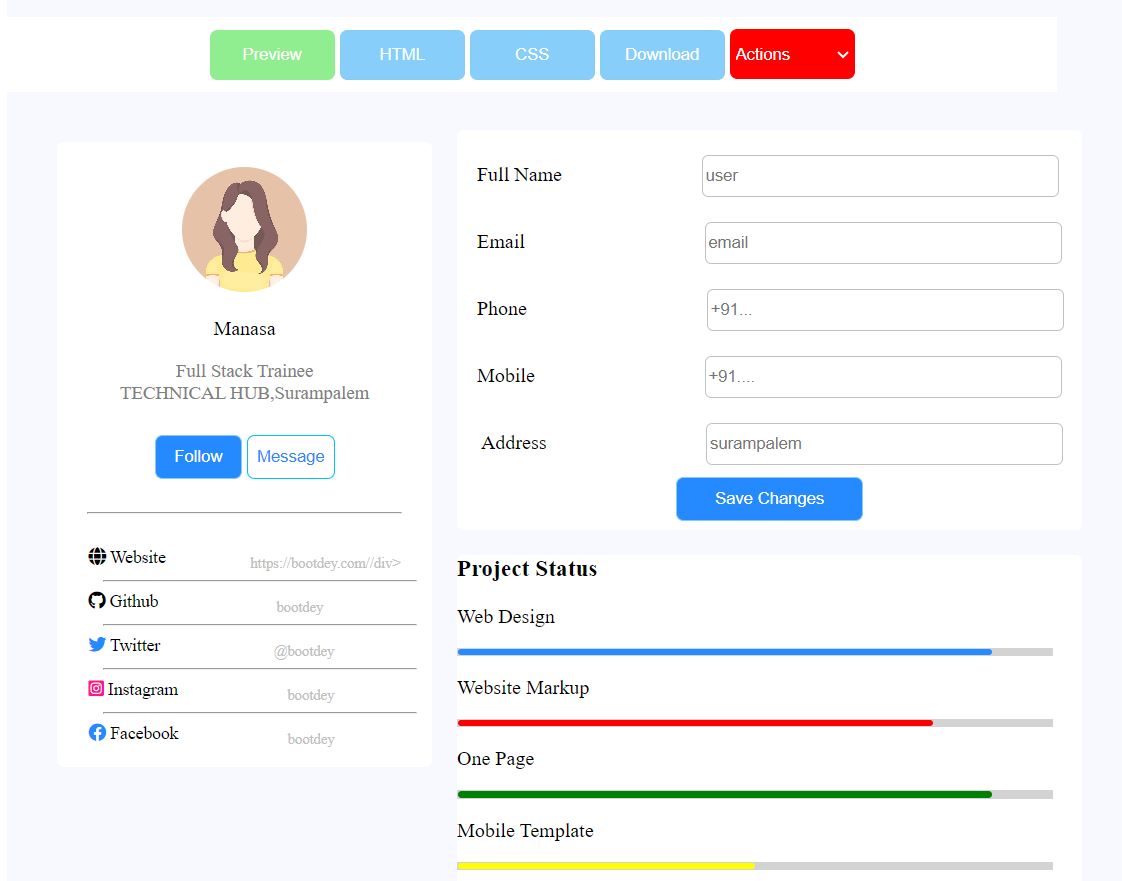 Preview HTML CSS Download Actions
Manasa
Full Stack Trainee
TECHNICAL HUB,Surampalem
Follow Message
Website https://bootdey.com//div>
Github bootdey
Twitter @bootdey
Instagram bootdey
Facebook bootdey
Full Name user
Email email
Phone +91...
Mobile +91....
Address surampalem
Save Changes
Project Status
Web Design
Website Markup
One Page
Mobile Template